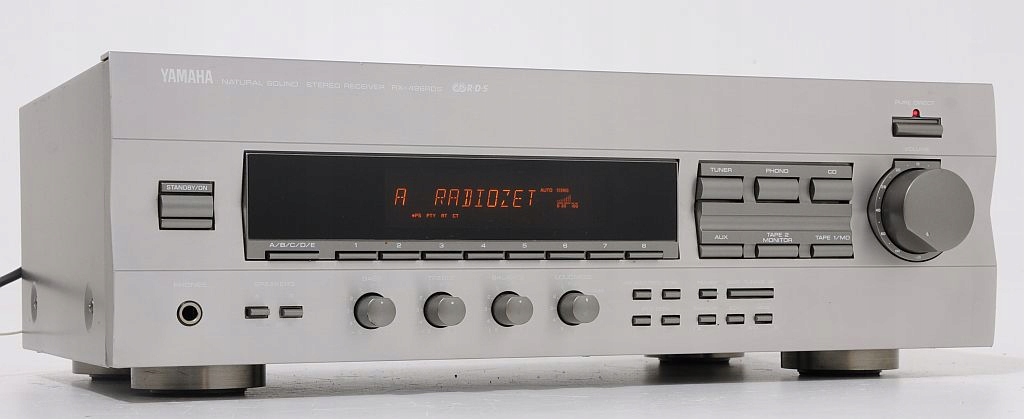 YAMAHA NATURAL SOUND STEREO RECEIVER RX-496RDS R·D·S
PURE DIRECT
VOLUME
STANDBY/ON
A RADIOZET AUTO
PS PTY RT CT
TUNER PHONO CD
AUX TAPE 2 MONITOR TAPE 1/MD
A/B/C/D/E 1 2 3 4 5 6 7 8
PHONES SPEAKERS BASS TREBLE BALANCE LOUDNESS